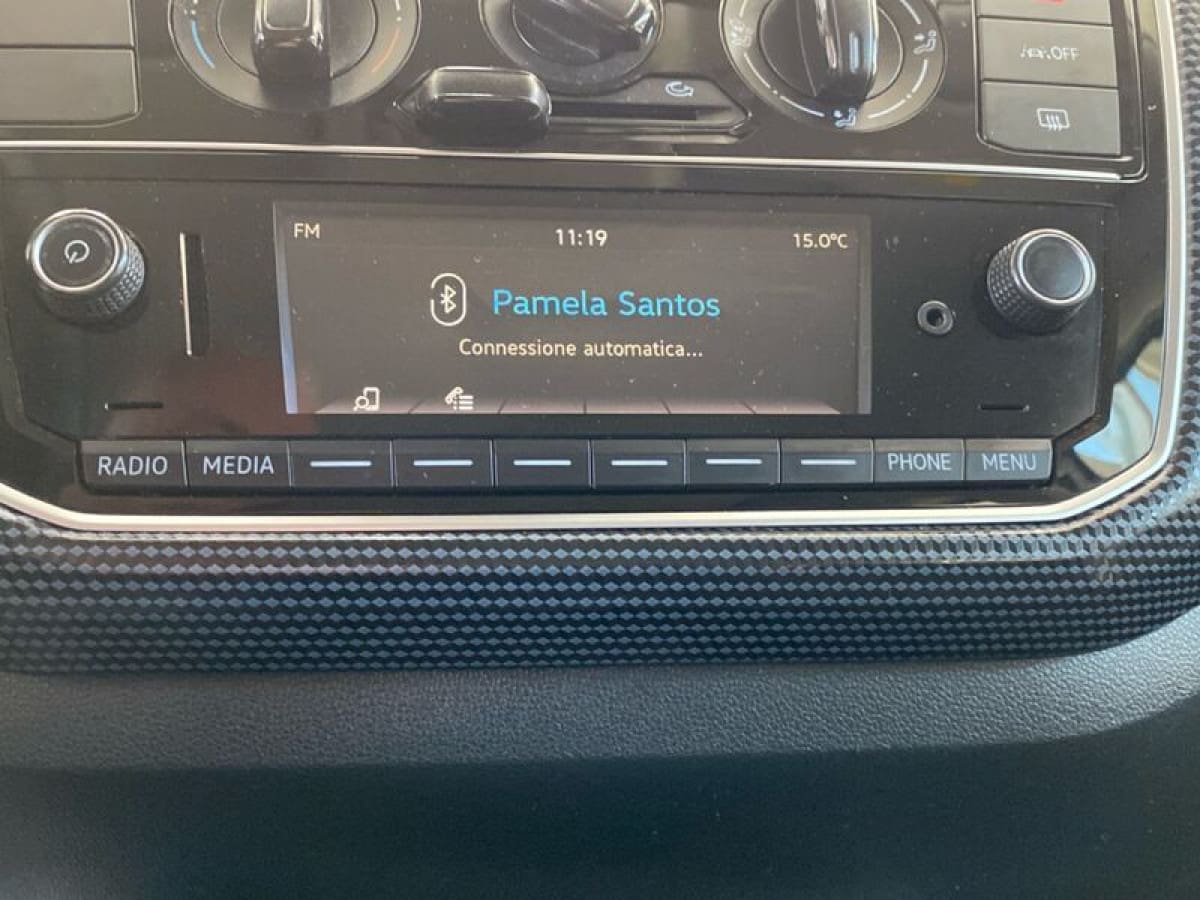 OFF
FM 11:19 15.0°C
Pamela Santos
Connessione automatica...
RADIO MEDIA PHONE MENU